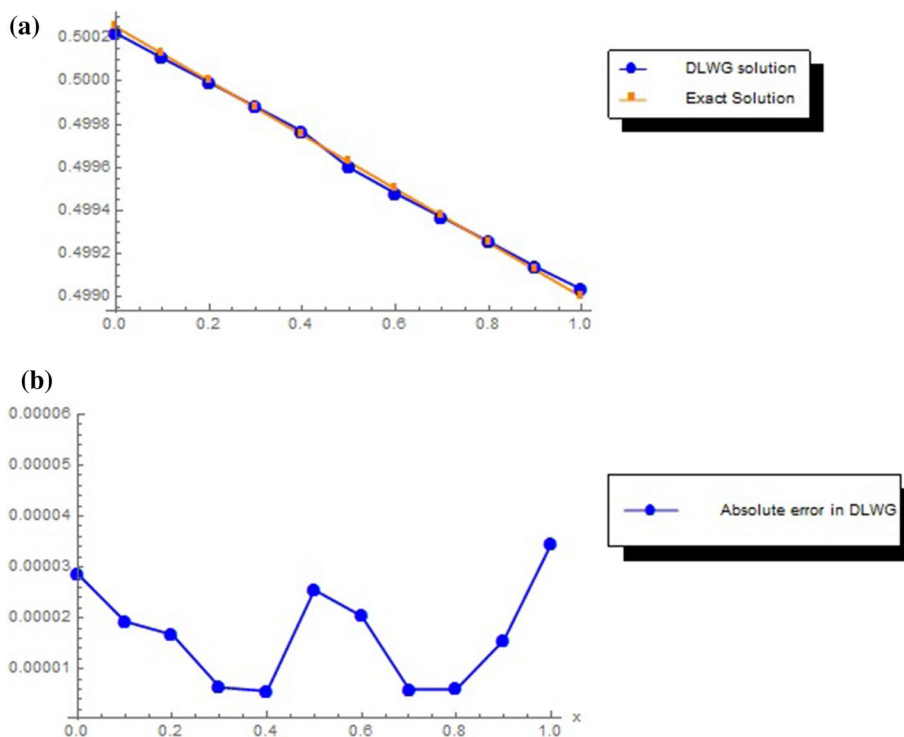 (a)
0.5002
0.5000
0.4998
0.4996
0.4994
0.4992
0.4990
0.0 0.2 0.4 0.6 0.8 1.0
DLWG solution
Exact Solution
(b)
0.00006
0.00005
0.00004
0.00003
0.00002
0.00001
0.0 0.2 0.4 0.6 0.8 1.0 x
Absolute error in DLWG